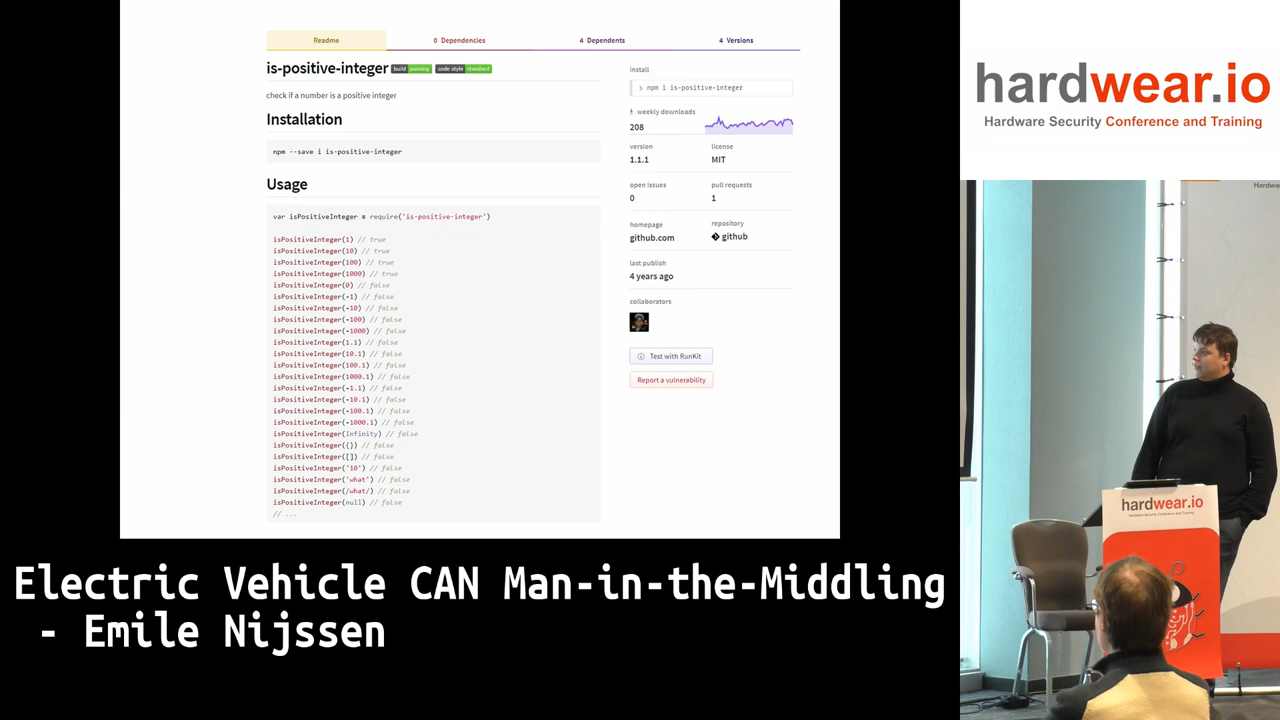 Readme
0 Dependencies
4 Dependents
4 Versions
is-positive-integer build passing code style standard
check if a number is a positive integer
Installation
npm --save i is-positive-integer
Usage
var isPositiveInteger = require('is-positive-integer')
isPositiveInteger(1) // true
isPositiveInteger(10) // true
isPositiveInteger(100) // true
isPositiveInteger(1000) // true
isPositiveInteger(0) // false
isPositiveInteger(-1) // false
isPositiveInteger(-10) // false
isPositiveInteger(-100) // false
isPositiveInteger(-1000) // false
isPositiveInteger(1.1) // false
isPositiveInteger(10.1) // false
isPositiveInteger(100.1) // false
isPositiveInteger(1000.1) // false
isPositiveInteger(-1.1) // false
isPositiveInteger(-10.1) // false
isPositiveInteger(-100.1) // false
isPositiveInteger(-1000.1) // false
isPositiveInteger(Infinity) // false
isPositiveInteger({}) // false
isPositiveInteger([]) // false
isPositiveInteger('10') // false
isPositiveInteger('what') // false
isPositiveInteger(/what/) // false
isPositiveInteger(null) // false
// ...
install
> npm i is-positive-integer
weekly downloads
208
version
1.1.1
license
MIT
open issues
0
pull requests
1
homepage
github.com
repository
github
last publish
4 years ago
collaborators
Test with RunKit
Report a vulnerability
hardwear.io
Hardware Security Conference and Training
Hardwe
hardwear.io
Hardware Security Conference and Training
Electric Vehicle CAN Man-in-the-Middling
- Emile Nijssen